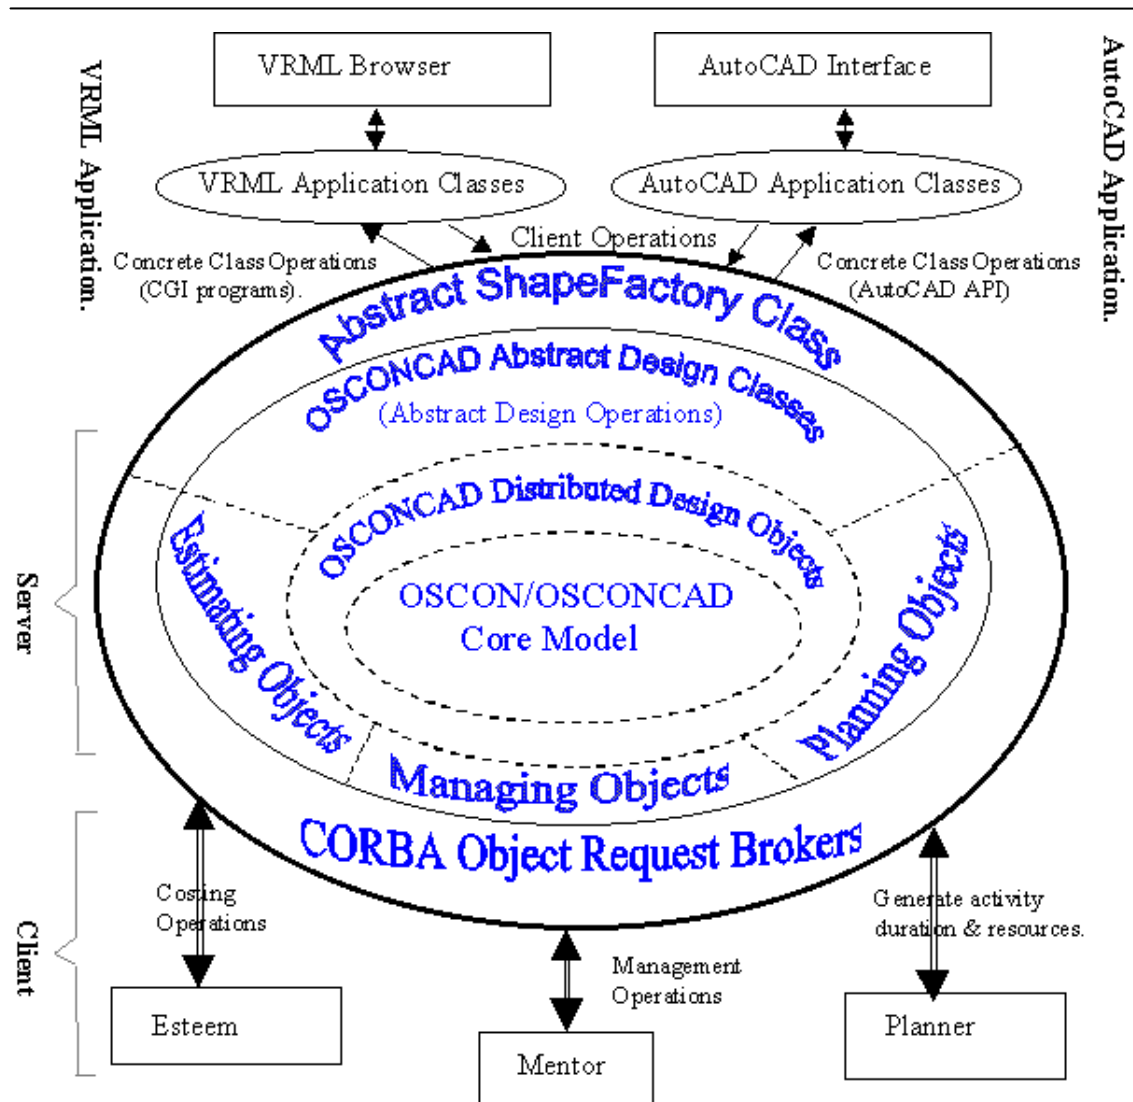 VRML Browser
AutoCAD Interface
VRML Application.
AutoCAD Application.
VRML Application Classes
AutoCAD Application Classes
Client Operations
Concrete Class Operations
(CGI programs).
Concrete Class Operations
(AutoCAD API)
Abstract ShapeFactory Class
OSCONCAD Abstract Design Classes
(Abstract Design Operations)
OSCONCAD Distributed Design Objects
OSCON/OSCONCAD
Core Model
Estimating Objects
Planning Objects
Managing Objects
CORBA Object Request Brokers
Server
Client
Costing
Operations
Generate activity
duration & resources.
Management
Operations
Esteem
Mentor
Planner